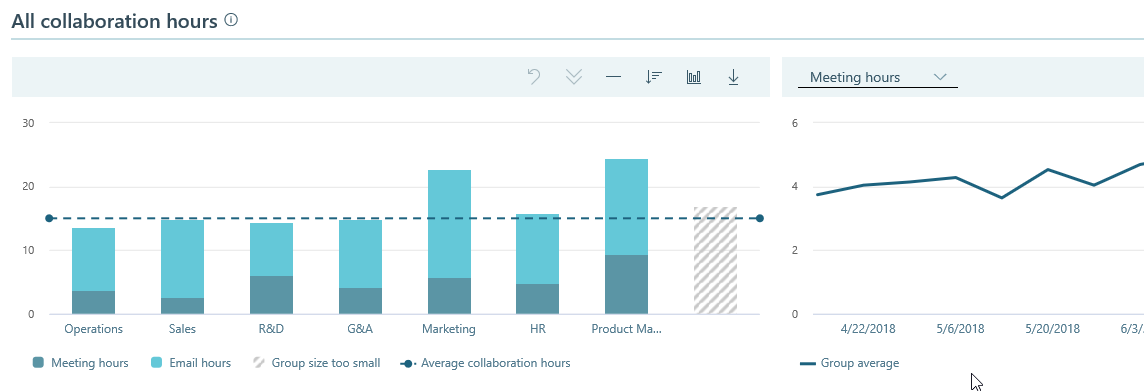 All collaboration hours
Meeting hours
30
20
10
0
Operations Sales R&D G&A Marketing HR Product Ma...
Meeting hours Email hours Group size too small Average collaboration hours
6
4
2
0
4/22/2018 5/6/2018 5/20/2018 6/3/
Group average